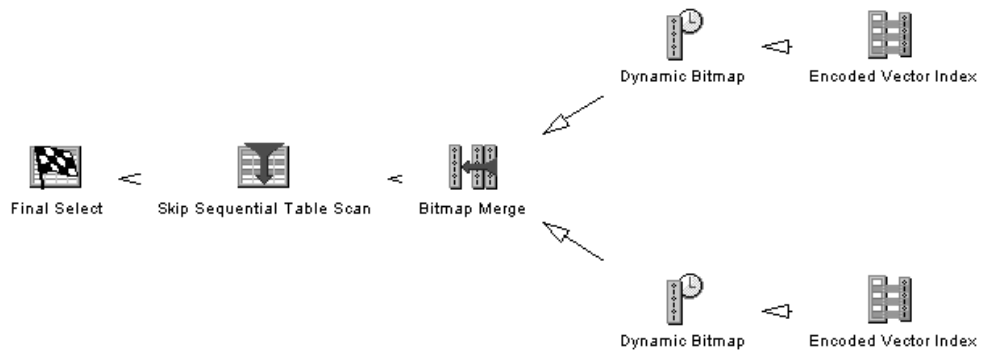 Dynamic Bitmap
Encoded Vector Index
Final Select
Skip Sequential Table Scan
Bitmap Merge
Dynamic Bitmap
Encoded Vector Index